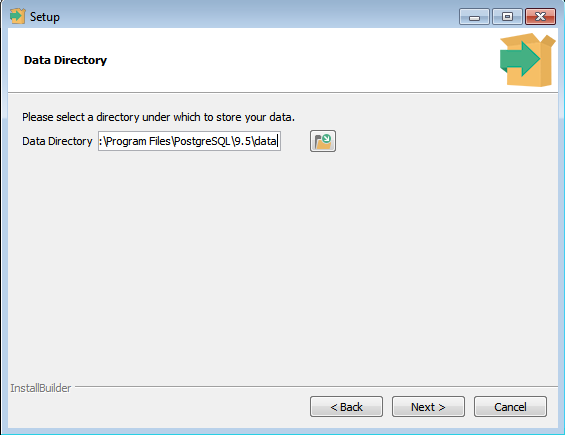 Setup
Data Directory
Please select a directory under which to store your data.
Data Directory :\Program Files\PostgreSQL\9.5\data
InstallBuilder
< Back Next > Cancel